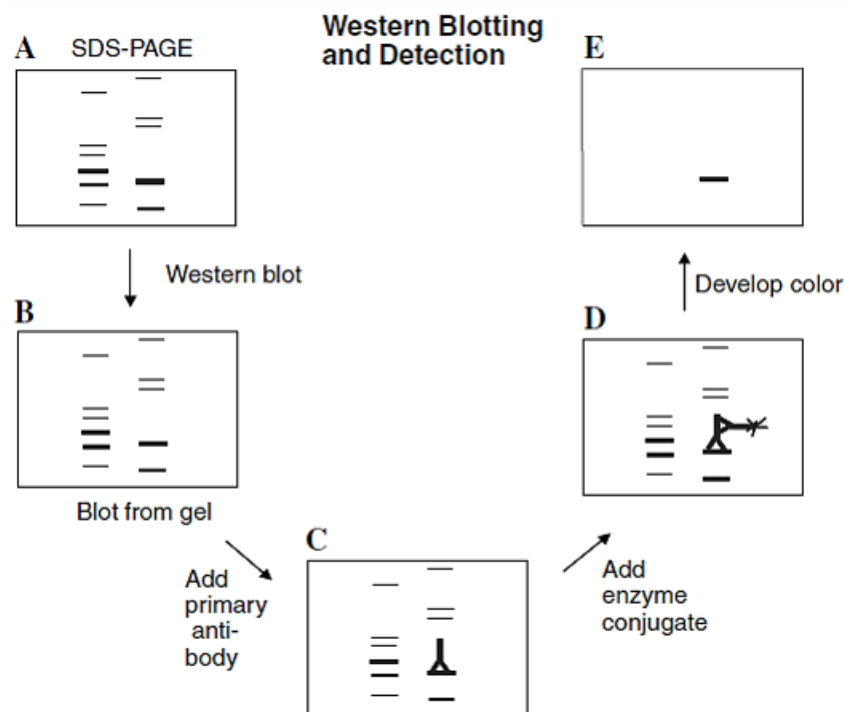 Western Blotting
and Detection
A
SDS-PAGE
E
Western blot
Develop color
B
D
Blot from gel
C
Add
primary
anti-
body
Add
enzyme
conjugate